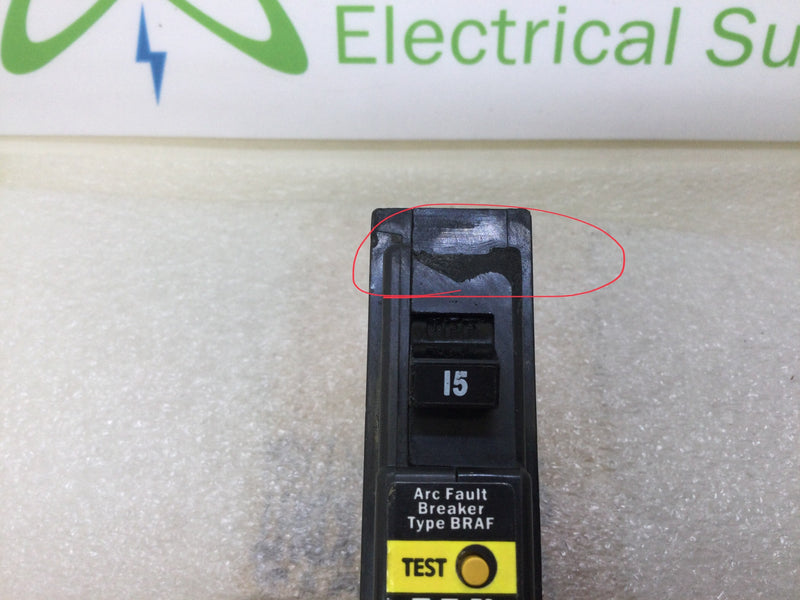 Electrical Su
15
Arc Fault
Breaker
Type BRAF
TEST